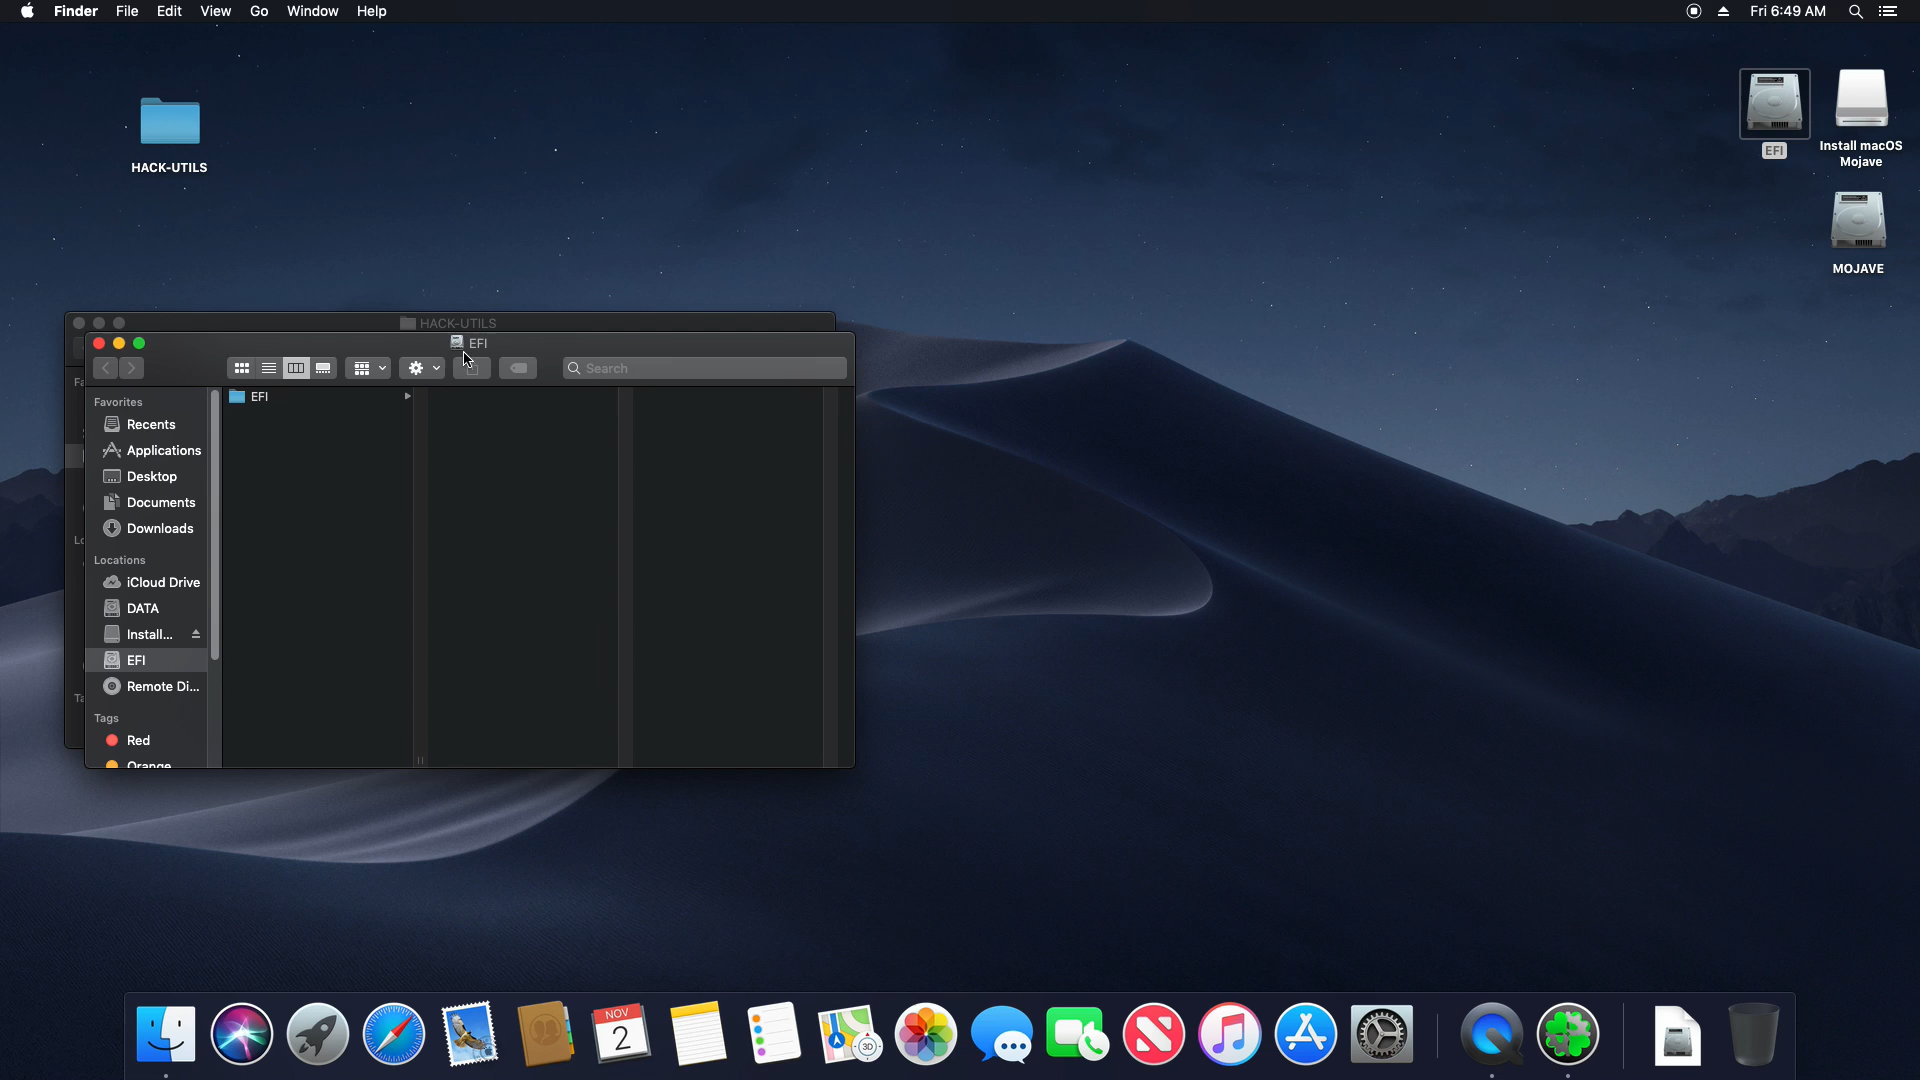 Finder File Edit View Go Window Help
Fri 6:49 AM
HACK-UTILS
EFI
Install macOS
Mojave
MOJAVE
HACK-UTILS
EFI
Search
Favorites
Recents
Applications
Desktop
Documents
Downloads
Locations
iCloud Drive
DATA
Install...
EFI
Remote Di...
Tags
Red
Orange
EFI
NOV
2
3D